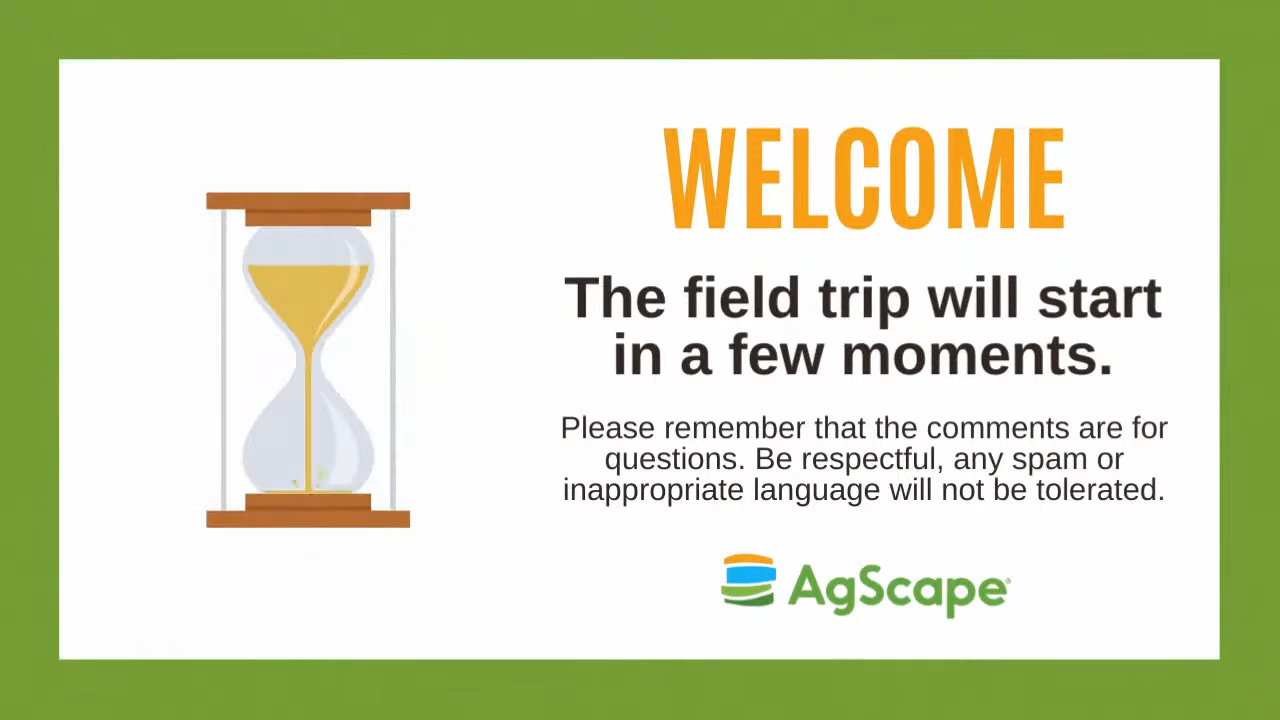 WELCOME
The field trip will start
in a few moments.
Please remember that the comments are for
questions. Be respectful, any spam or
inappropriate language will not be tolerated.
AgScape®